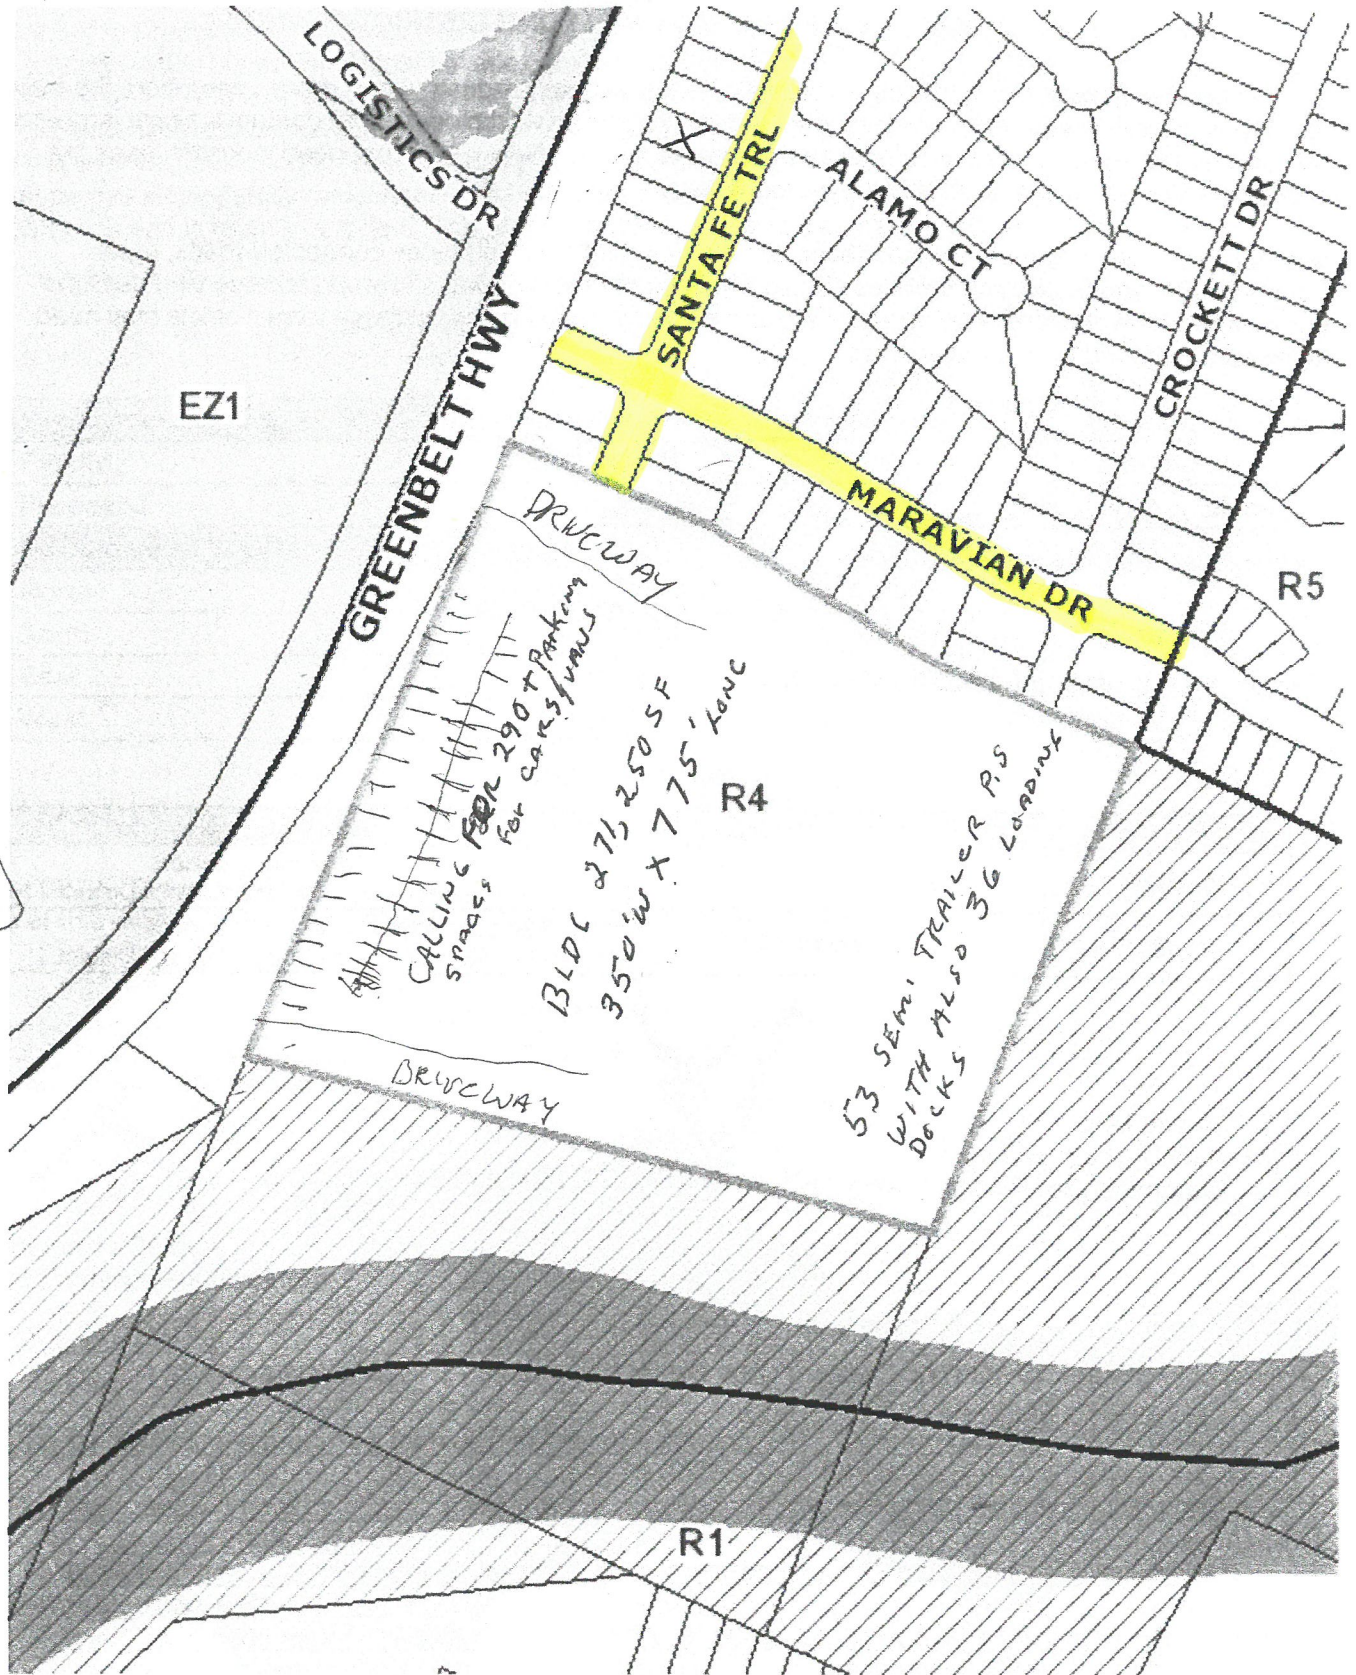 LOGISTICS DR
SANTA FE TRL
ALAMO CT
CROCKETT DR
GREENBELT HWY
EZ1
MARAVIAN DR
R5
DRIVEWAY
CALLING FOR 290+ PARKING
SPACES FOR CARS/VANS
BLDG 271,250 SF
350'W X 775' LONG
R4
53 SEMI TRAILER P.S
WITH ALSO 36 LOADING
DOCKS
DRIVEWAY
R1
X